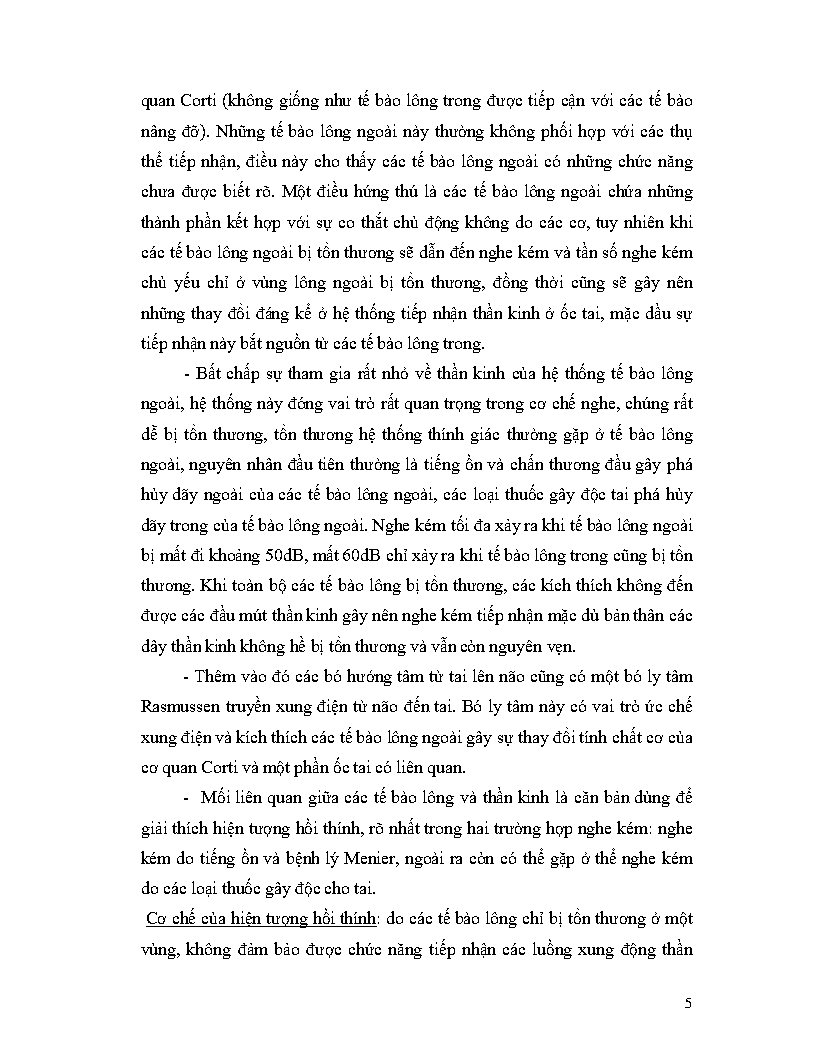 quan Corti (không giống như tế bào lông trong được tiếp cận với các tế bào
nâng đỡ). Những tế bào lông ngoài này thường không phối hợp với các thụ
thể tiếp nhận, điều này cho thấy các tế bào lông ngoài có những chức năng
chưa được biết rõ. Một điều hứng thú là các tế bào lông ngoài chứa những
thành phần kết hợp với sự co thắt chủ động không do các cơ, tuy nhiên khi
các tế bào lông ngoài bị tổn thương sẽ dẫn đến nghe kém và tần số nghe kém
chủ yếu chỉ ở vùng lông ngoài bị tổn thương, đồng thời cũng sẽ gây nên
những thay đổi đáng kể ở hệ thống tiếp nhận thần kinh ở ốc tai, mặc dầu sự
tiếp nhận này bắt nguồn từ các tế bào lông trong.
- Bất chấp sự tham gia rất nhỏ về thần kinh của hệ thống tế bào lông
ngoài, hệ thống này đóng vai trò rất quan trọng trong cơ chế nghe, chúng rất
dễ bị tổn thương, tổn thương hệ thống thính giác thường gặp ở tế bào lông
ngoài, nguyên nhân đầu tiên thường là tiếng ồn và chấn thương đầu gây phá
hủy dãy ngoài của các tế bào lông ngoài, các loại thuốc gây độc tai phá hủy
dãy trong của tế bào lông ngoài. Nghe kém tối đa xảy ra khi tế bào lông ngoài
bị mất đi khoảng 50dB, mất 60dB chỉ xảy ra khi tế bào lông trong cũng bị tổn
thương. Khi toàn bộ các tế bào lông bị tổn thương, các kích thích không đến
được các đầu mút thần kinh gây nên nghe kém tiếp nhận mặc dù bản thân các
dây thần kinh không hề bị tổn thương và vẫn còn nguyên vẹn.
- Thêm vào đó các bó hướng tâm từ tai lên não cũng có một bó ly tâm
Rasmussen truyền xung điện từ não đến tai. Bó ly tâm này có vai trò ức chế
xung điện và kích thích các tế bào lông ngoài gây sự thay đổi tính chất cơ của
cơ quan Corti và một phần ốc tai có liên quan.
- Mối liên quan giữa các tế bào lông và thần kinh là căn bản dùng để
giải thích hiện tượng hồi thính, rõ nhất trong hai trường hợp nghe kém: nghe
kém do tiếng ồn và bệnh lý Menier, ngoài ra còn có thể gặp ở thể nghe kém
do các loại thuốc gây độc cho tai.
Cơ chế của hiện tượng hồi thính: do các tế bào lông chỉ bị tổn thương ở một
vùng, không đảm bảo được chức năng tiếp nhận các luồng xung động thần
5